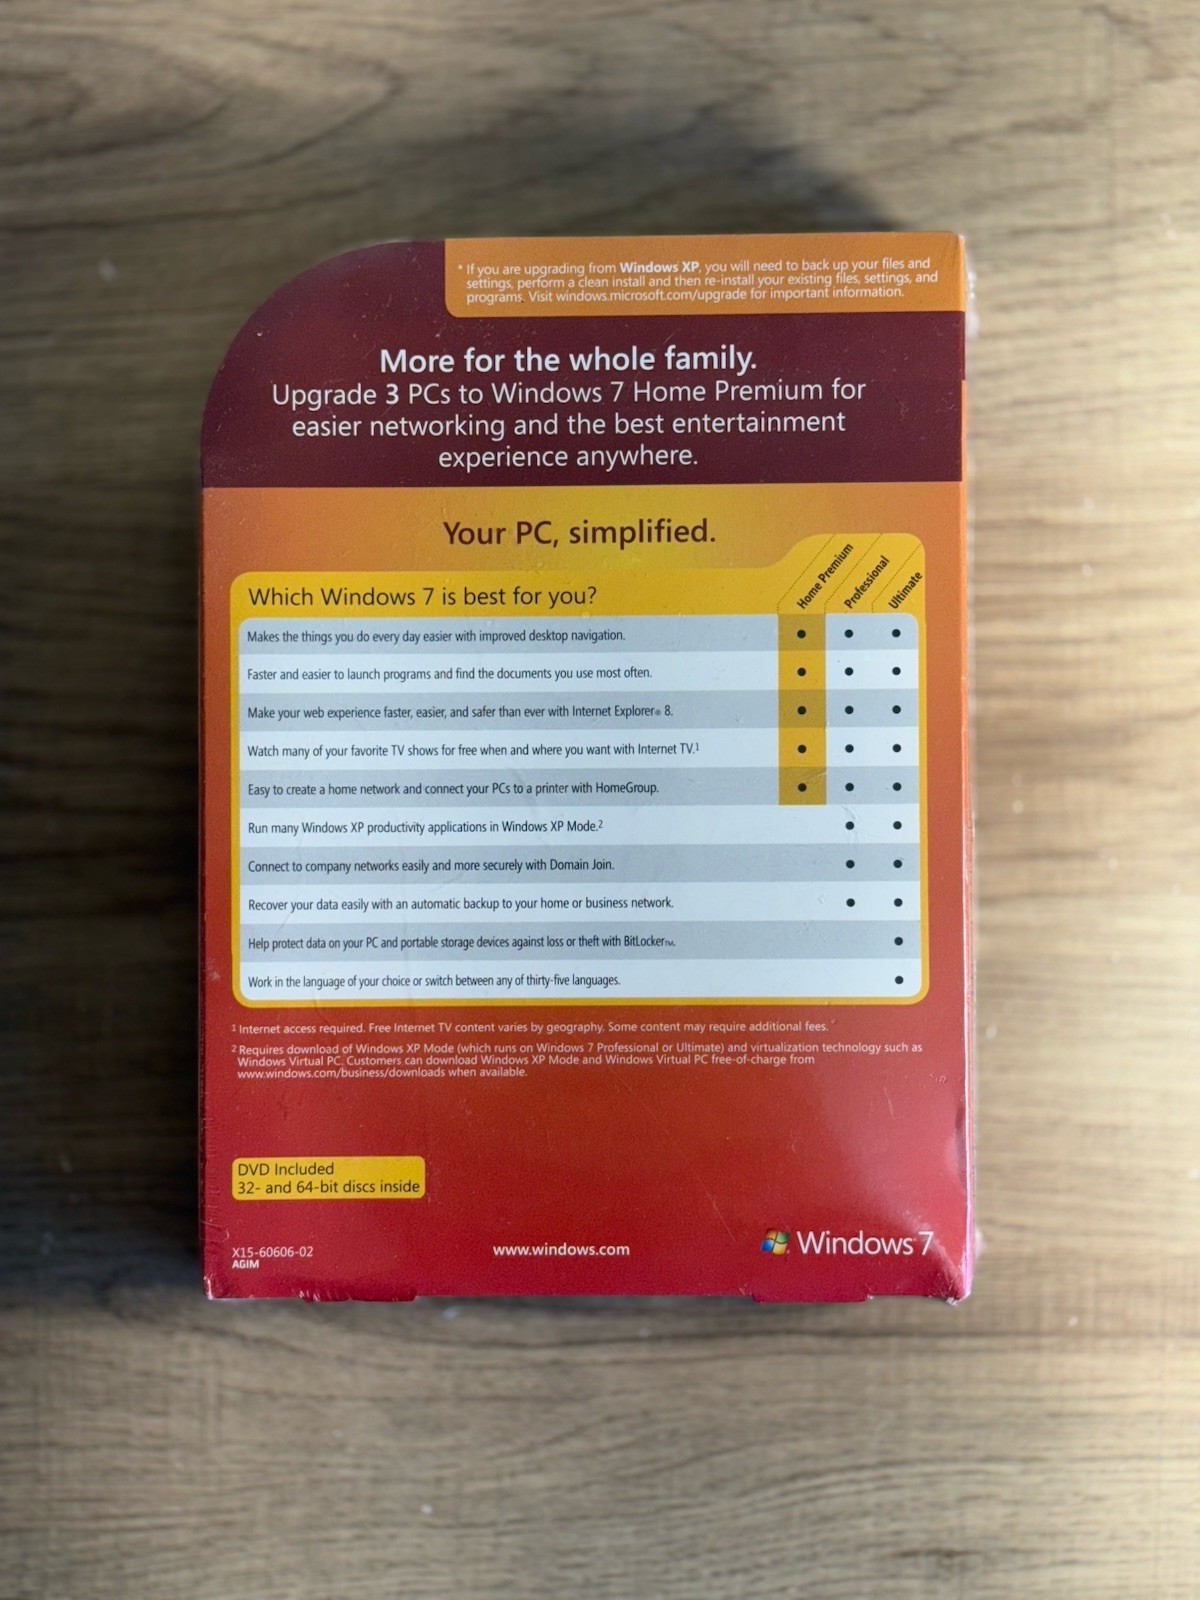 * If you are upgrading from Windows XP, you will need to back up your files and
settings, perform a clean install and then re-install your existing files, settings, and
programs. Visit windows.microsoft.com/upgrade for important information.
More for the whole family.
Upgrade 3 PCs to Windows 7 Home Premium for
easier networking and the best entertainment
experience anywhere.
Your PC, simplified.
Which Windows 7 is best for you?
Home Premium
Professional
Ultimate
Makes the things you do every day easier with improved desktop navigation.
Faster and easier to launch programs and find the documents you use most often.
Make your web experience faster, easier, and safer than ever with Internet Explorer® 8.
Watch many of your favorite TV shows for free when and where you want with Internet TV.¹
Easy to create a home network and connect your PCs to a printer with HomeGroup.
Run many Windows XP productivity applications in Windows XP Mode.²
Connect to company networks easily and more securely with Domain Join.
Recover your data easily with an automatic backup to your home or business network.
Help protect data on your PC and portable storage devices against loss or theft with BitLocker™.
Work in the language of your choice or switch between any of thirty-five languages.
¹ Internet access required. Free Internet TV content varies by geography. Some content may require additional fees.
² Requires download of Windows XP Mode (which runs on Windows 7 Professional or Ultimate) and virtualization technology such as
Windows Virtual PC. Customers can download Windows XP Mode and Windows Virtual PC free-of-charge from
www.windows.com/business/downloads when available.
DVD Included
32- and 64-bit discs inside
X15-60606-02
AGIM
www.windows.com
Windows 7